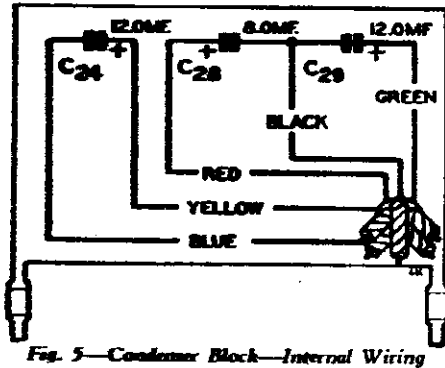 12.0MF. 8.0MF. 12.0MF
+ + +
C24 C28 C29
GREEN
BLACK
RED
YELLOW
BLUE
Fig. 5—Condenser Block—Internal Wiring